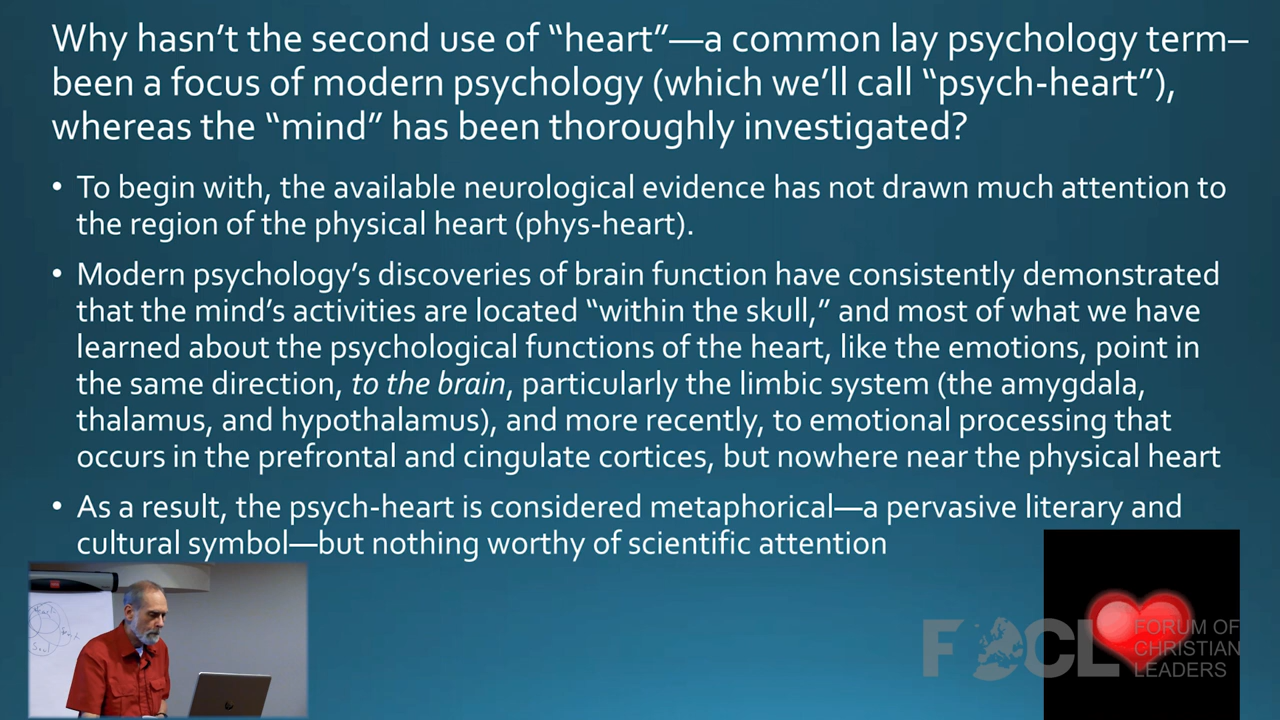 Why hasn't the second use of “heart”—a common lay psychology term–
been a focus of modern psychology (which we'll call “psych-heart”),
whereas the “mind” has been thoroughly investigated?
• To begin with, the available neurological evidence has not drawn much attention to
the region of the physical heart (phys-heart).
• Modern psychology's discoveries of brain function have consistently demonstrated
that the mind's activities are located “within the skull,” and most of what we have
learned about the psychological functions of the heart, like the emotions, point in
the same direction, to the brain, particularly the limbic system (the amygdala,
thalamus, and hypothalamus), and more recently, to emotional processing that
occurs in the prefrontal and cingulate cortices, but nowhere near the physical heart
• As a result, the psych-heart is considered metaphorical—a pervasive literary and
cultural symbol—but nothing worthy of scientific attention
FOCL
FORUM OF
CHRISTIAN
LEADERS